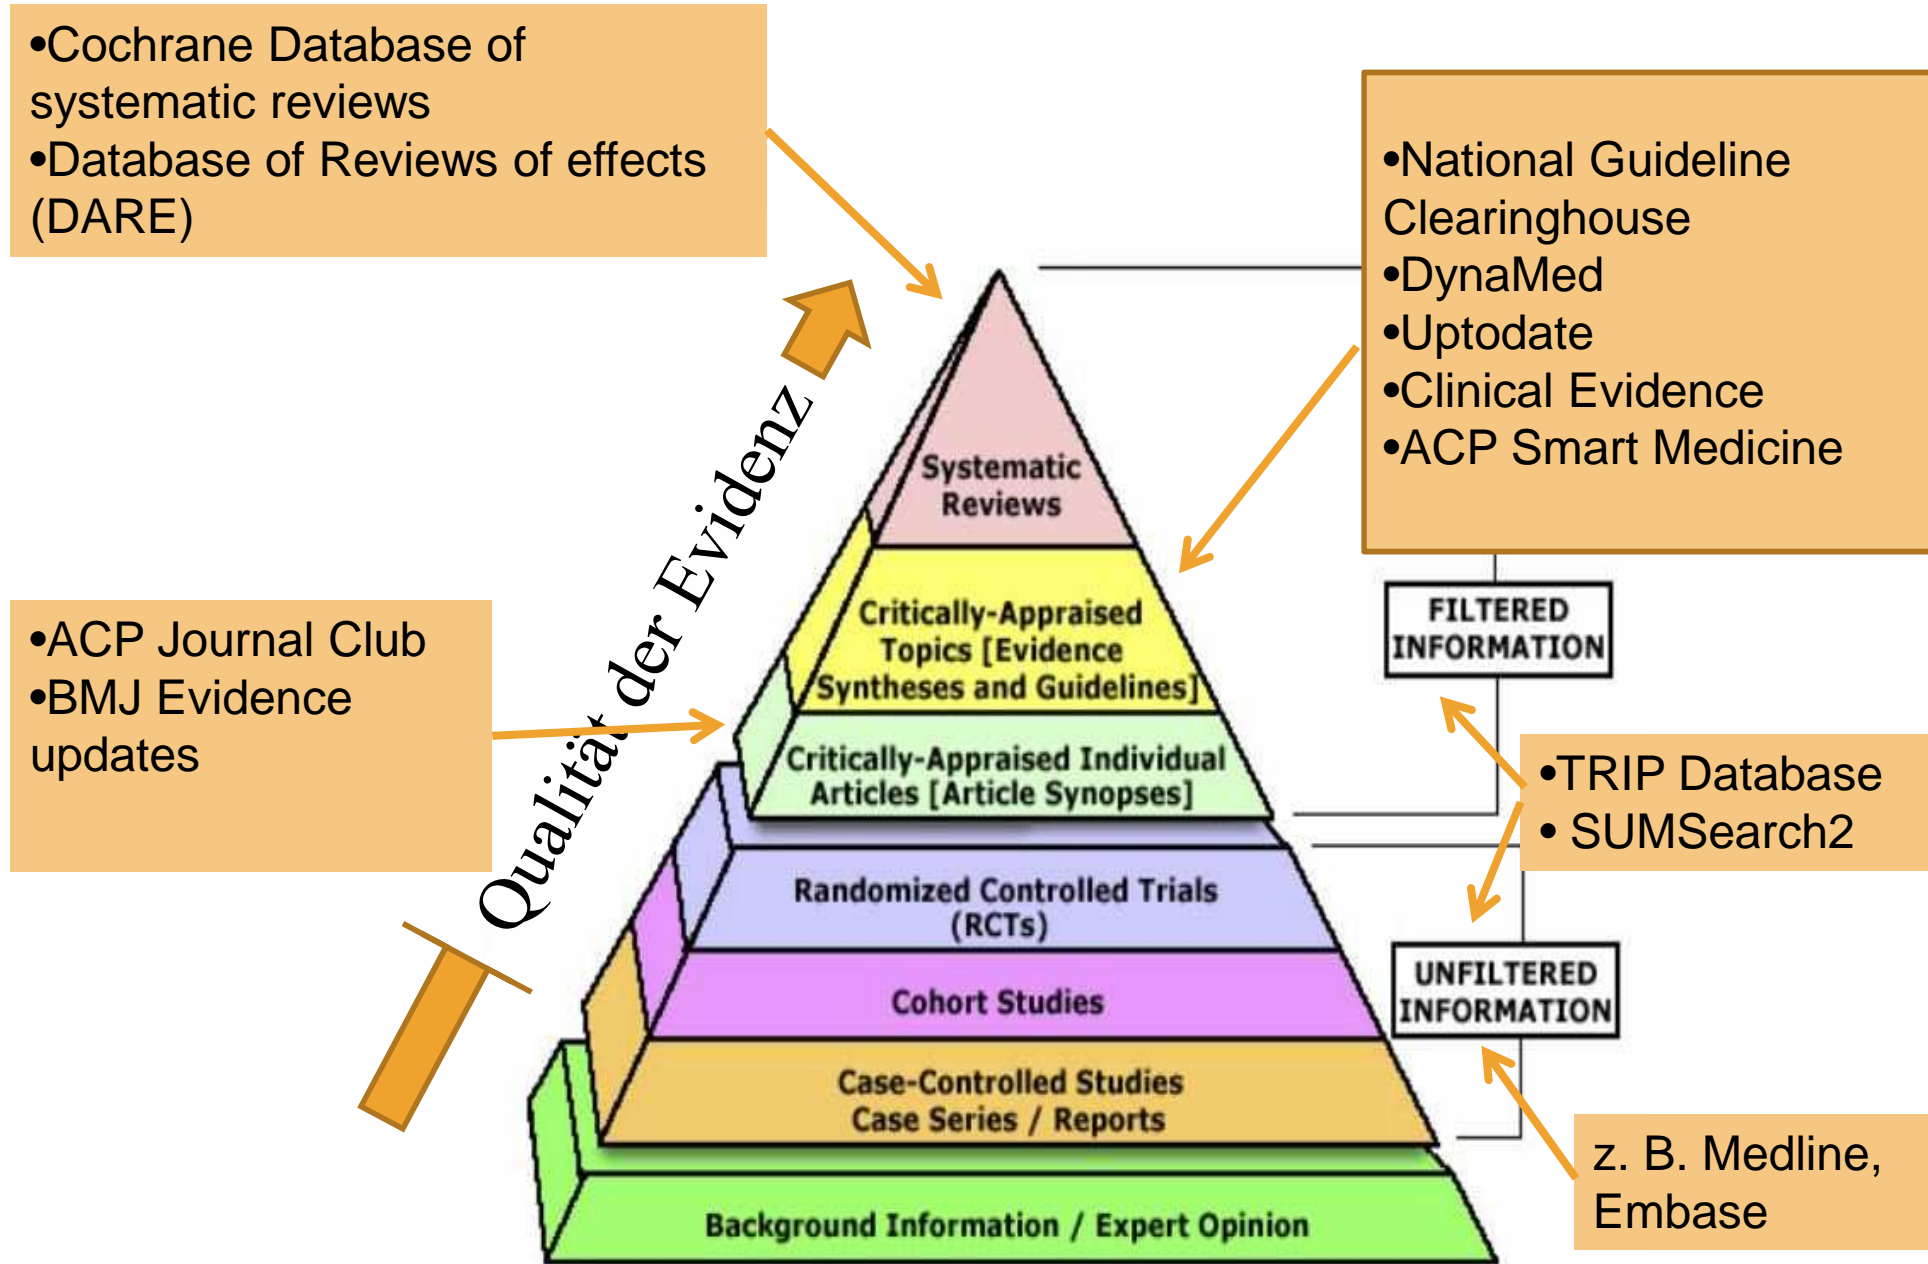 •Cochrane Database of
systematic reviews
•Database of Reviews of effects
(DARE)
•National Guideline
Clearinghouse
•DynaMed
•Uptodate
•Clinical Evidence
•ACP Smart Medicine
Qualität der Evidenz
•ACP Journal Club
•BMJ Evidence
updates
Systematic
Reviews
Critically-Appraised
Topics [Evidence
Syntheses and Guidelines]
Critically-Appraised Individual
Articles [Article Synopses]
Randomized Controlled Trials
(RCTs)
Cohort Studies
Case-Controlled Studies
Case Series / Reports
Background Information / Expert Opinion
FILTERED
INFORMATION
•TRIP Database
• SUMSearch2
UNFILTERED
INFORMATION
z. B. Medline,
Embase